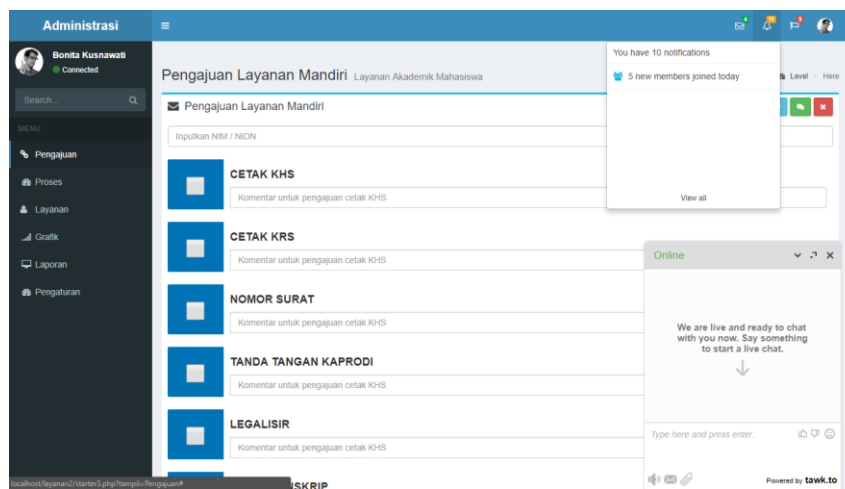 Administrasi
Bonita Kusnawati
Connected
Search...
MENU
Pengajuan
Proses
Layanan
Grafik
Laporan
Pengaturan
Pengajuan Layanan Mandiri Layanan Akademik Mahasiswa
Level > Here
You have 10 notifications
5 new members joined today
View all
Pengajuan Layanan Mandiri
Inputkan NIM / NIDN
CETAK KHS
Komentar untuk pengajuan cetak KHS
CETAK KRS
Komentar untuk pengajuan cetak KHS
NOMOR SURAT
Komentar untuk pengajuan cetak KHS
TANDA TANGAN KAPRODI
Komentar untuk pengajuan cetak KHS
LEGALISIR
Komentar untuk pengajuan cetak KHS
Online
We are live and ready to chat
with you now. Say something
to start a live chat.
Type here and press enter..
Powered by tawk.to
localhost/layanan2/starter3.php?tampil=Pengajuan#